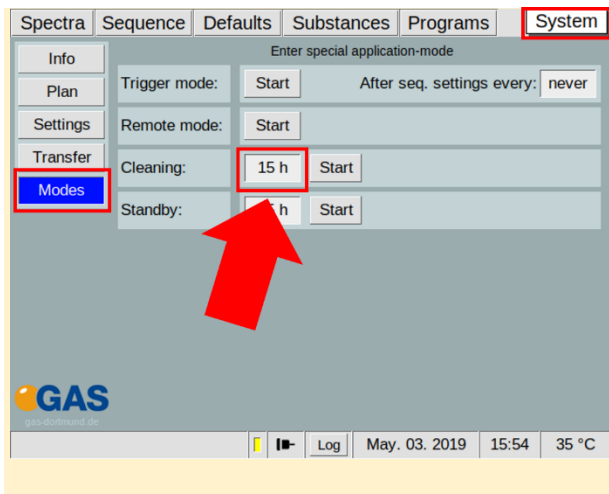 Spectra Sequence Defaults Substances Programs System
Info
Enter special application-mode
Plan
Trigger mode: Start After seq. settings every: never
Settings
Remote mode: Start
Transfer
Cleaning: 15 h Start
Modes
Standby: h Start
GAS
gas-dortmund.de
Log May. 03. 2019 15:54 35 °C